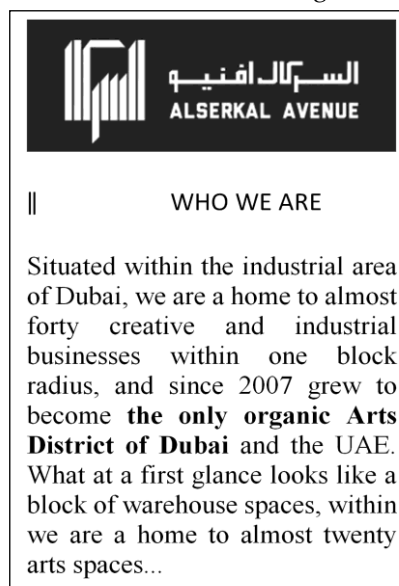 السركال افنيو
ALSERKAL AVENUE
|| WHO WE ARE
Situated within the industrial area
of Dubai, we are a home to almost
forty creative and industrial
businesses within one block
radius, and since 2007 grew to
become the only organic Arts
District of Dubai and the UAE.
What at a first glance looks like a
block of warehouse spaces, within
we are a home to almost twenty
arts spaces...